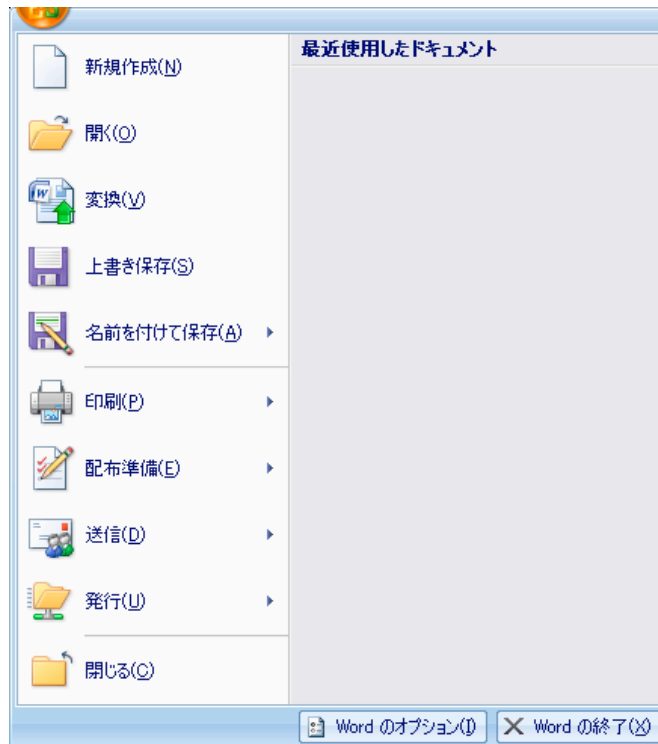 最近使用したドキュメント
新規作成(N)
開く(O)
変換(V)
上書き保存(S)
名前を付けて保存(A)
印刷(P)
配布準備(E)
送信(D)
発行(U)
閉じる(C)
Word のオプション(I)
Word の終了(X)